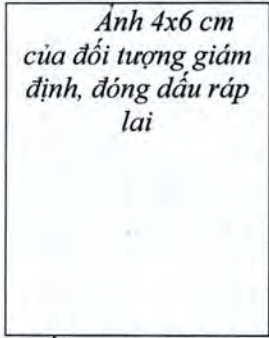 Ảnh 4x6 cm
của đối tượng giám
định, đóng dấu ráp
lai